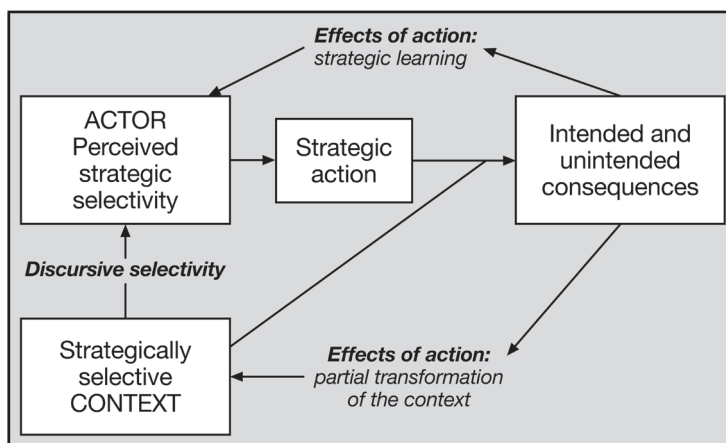 Effects of action:
strategic learning
ACTOR
Perceived
strategic
selectivity
Strategic
action
Intended and
unintended
consequences
Discursive selectivity
Strategically
selective
CONTEXT
Effects of action:
partial transformation
of the context